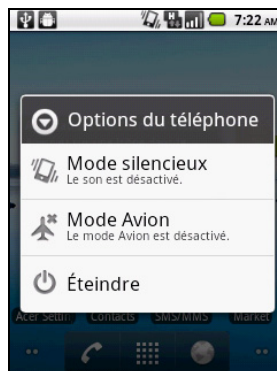 7:22 AM
Options du téléphone
Mode silencieux
Le son est désactivé.
Mode Avion
Le mode Avion est désactivé.
Éteindre
Acer Settin Contacts SMS/MMS Market